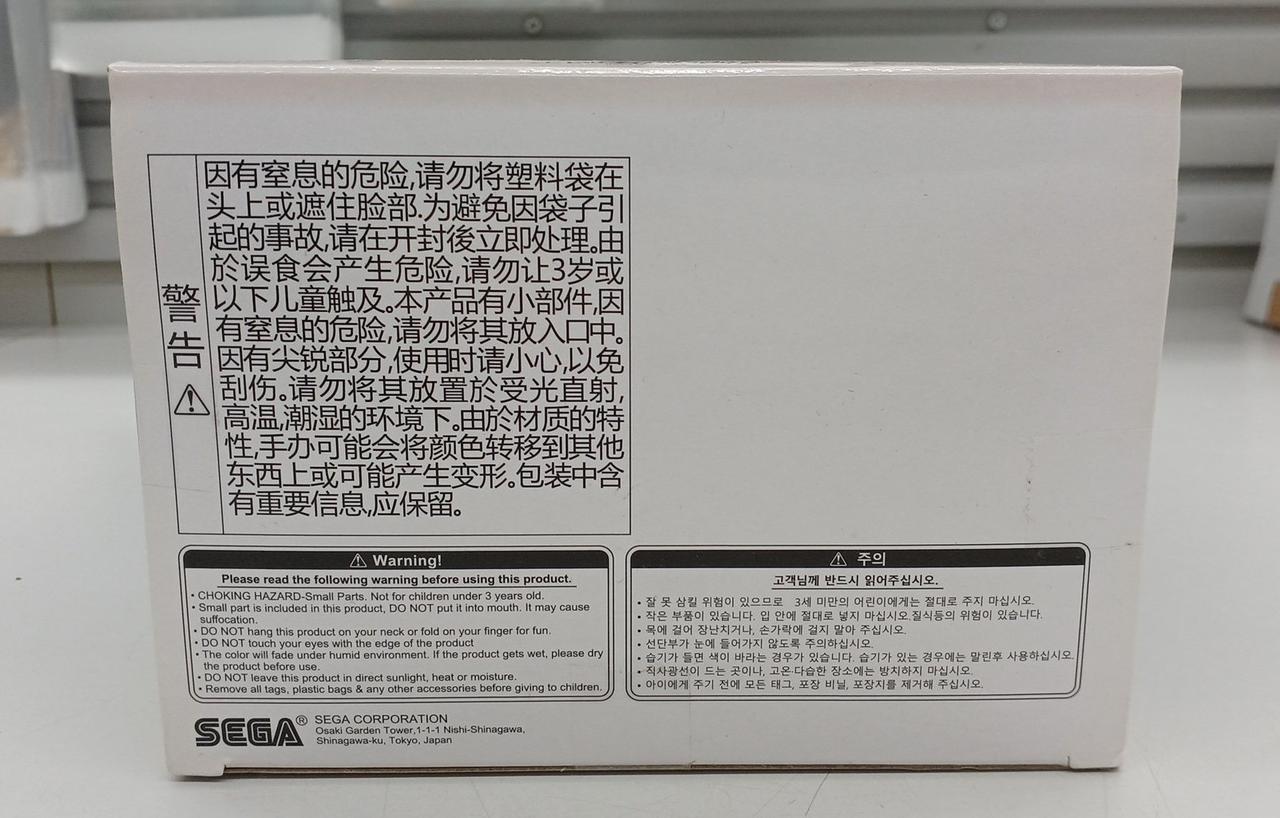 警告
因有窒息的危险,请勿将塑料袋在
头上或遮住脸部.为避免因袋子引
起的事故,请在开封後立即处理。由
於误食会产生危险,请勿让3岁或
以下儿童触及。本产品有小部件,因
有窒息的危险,请勿将其放入口中。
因有尖锐部分,使用时请小心,以免
刮伤。请勿将其放置於受光直射,
高温,潮湿的环境下。由於材质的特
性,手办可能会将颜色转移到其他
东西上或可能产生变形。包装中含
有重要信息,应保留。
⚠ Warning!
Please read the following warning before using this product.
• CHOKING HAZARD-Small Parts. Not for children under 3 years old.
• Small part is included in this product, DO NOT put it into mouth. It may cause
suffocation.
• DO NOT hang this product on your neck or fold on your finger for fun.
• DO NOT touch your eyes with the edge of the product
• The color will fade under humid environment. If the product gets wet, please dry
the product before use.
• DO NOT leave this product in direct sunlight, heat or moisture.
• Remove all tags, plastic bags & any other accessories before giving to children.
⚠ 주의
고객님께 반드시 읽어주십시오.
• 잘 못 삼킬 위험이 있으므로 3세 미만의 어린이에게는 절대로 주지 마십시오.
• 작은 부품이 있습니다. 입 안에 절대로 넣지 마십시오.질식등의 위험이 있습니다.
• 목에 걸어 장난치거나, 손가락에 걸지 말아 주십시오.
• 선단부가 눈에 들어가지 않도록 주의하십시오.
• 습기가 들면 색이 바라는 경우가 있습니다. 습기가 있는 경우에는 말린후 사용하십시오.
• 직사광선이 드는 곳이나, 고온·다습한 장소에는 방치하지 마십시오.
• 아이에게 주기 전에 모든 태그, 포장 비닐, 포장지를 제거해 주십시오.
SEGA® SEGA CORPORATION
Osaki Garden Tower,1-1-1 Nishi-Shinagawa,
Shinagawa-ku, Tokyo, Japan